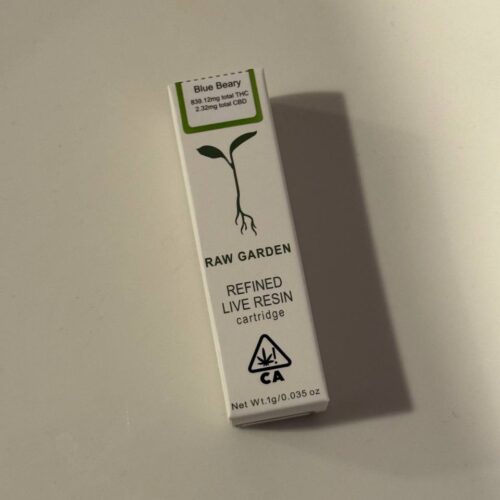 Blue Beary
838.12mg total THC
2.32mg total CBD
RAW GARDEN
REFINED
LIVE RESIN
cartridge
!
CA
Net Wt.1g/0.035 oz